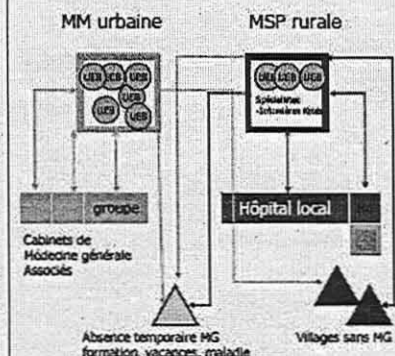 MM urbaine
MSP rurale
UEB UEB UEB
UEB
UEB
UEB
UEB UEB UEB
Spécialistes
groupe
Hôpital local
Cabinets de
Médecine générale
Associés
Absence temporaire MG
formation, vacances, maladie
Villages sans MG